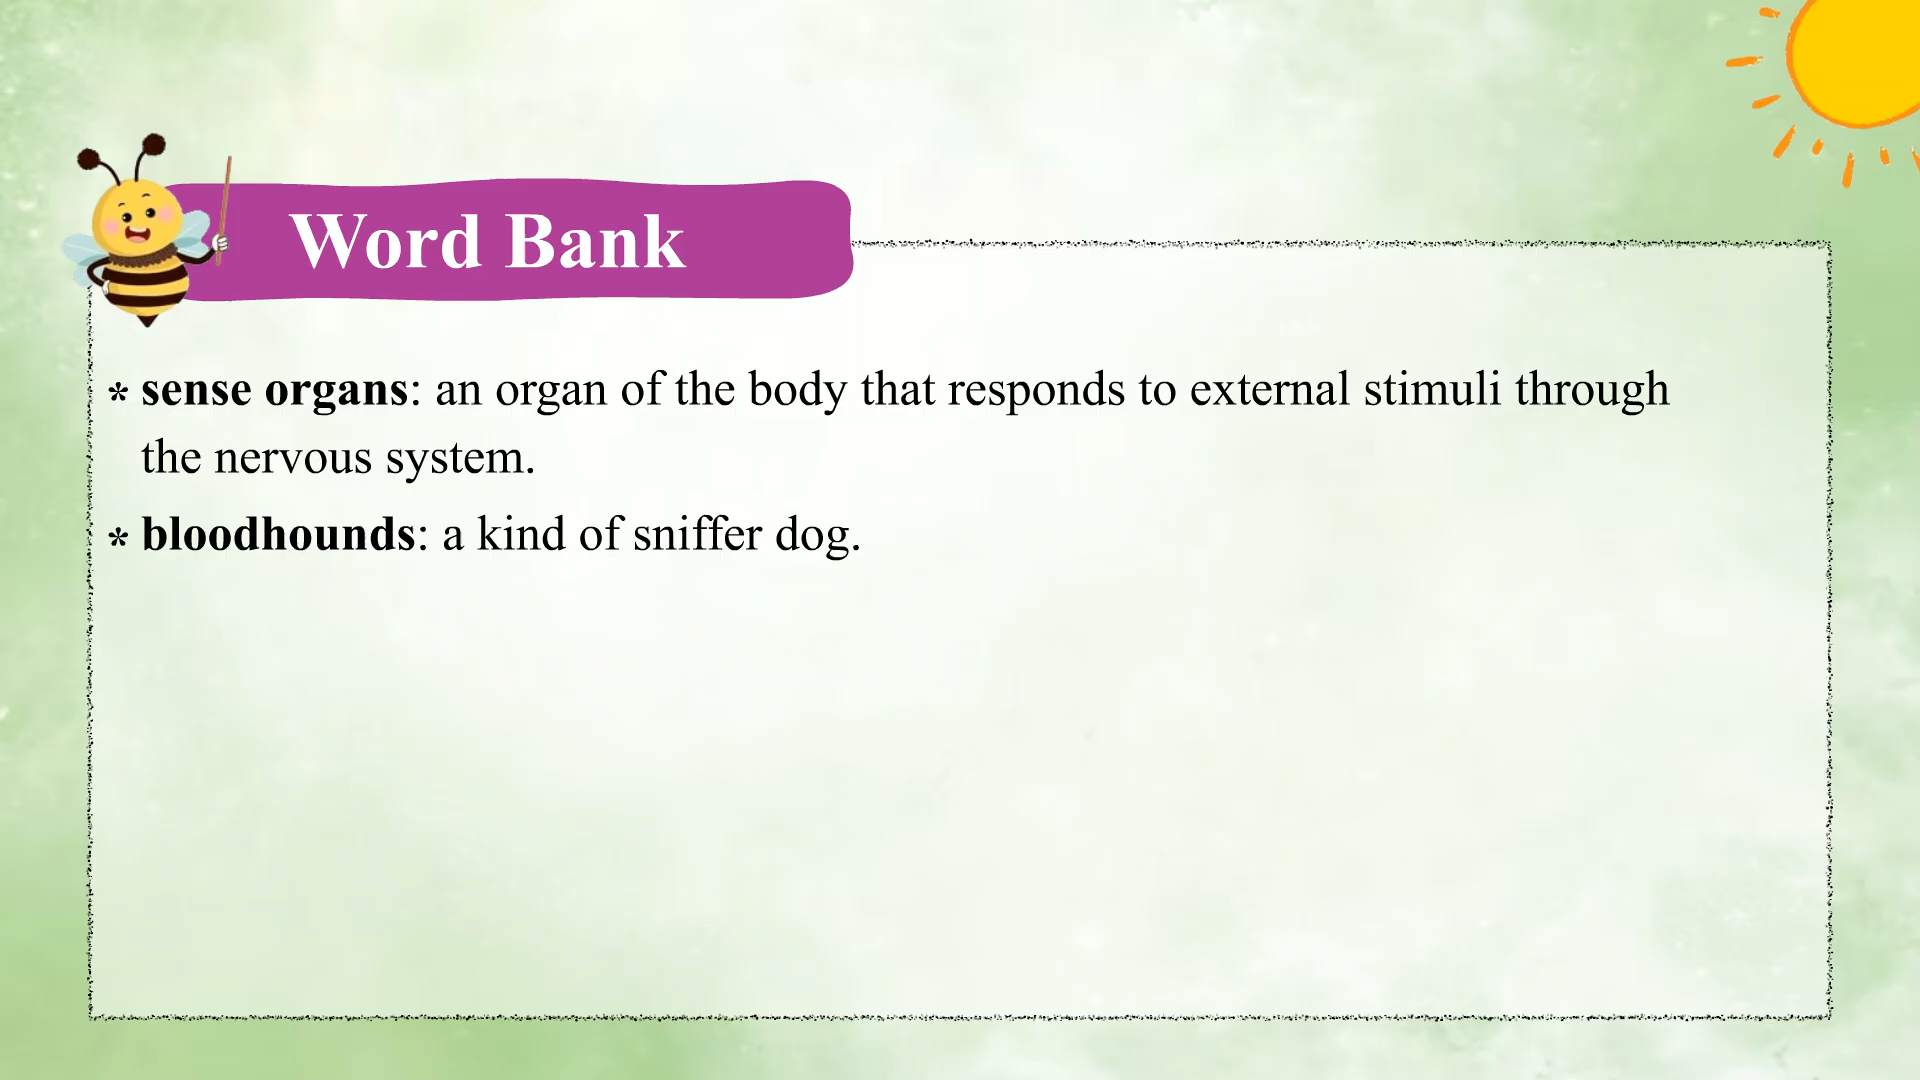 Word Bank
* sense organs: an organ of the body that responds to external stimuli through
the nervous system.
* bloodhounds: a kind of sniffer dog.